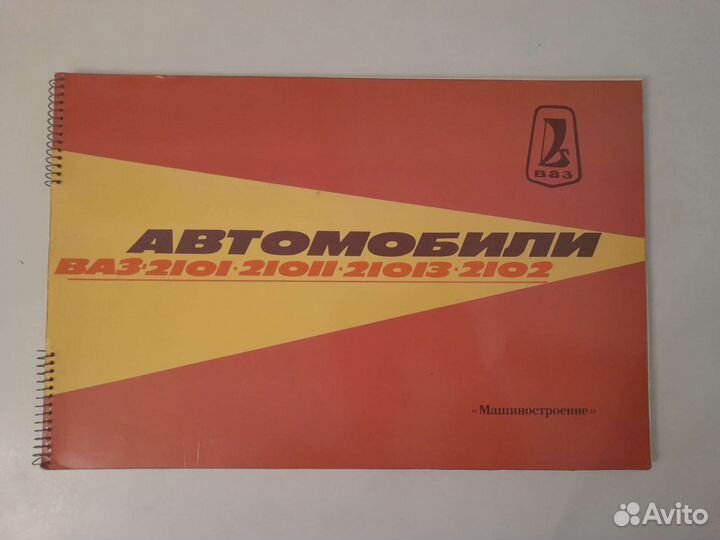 ваз
АВТОМОБИЛИ
ВАЗ·2101·21011·21013·2102
«Машиностроение»
Avito